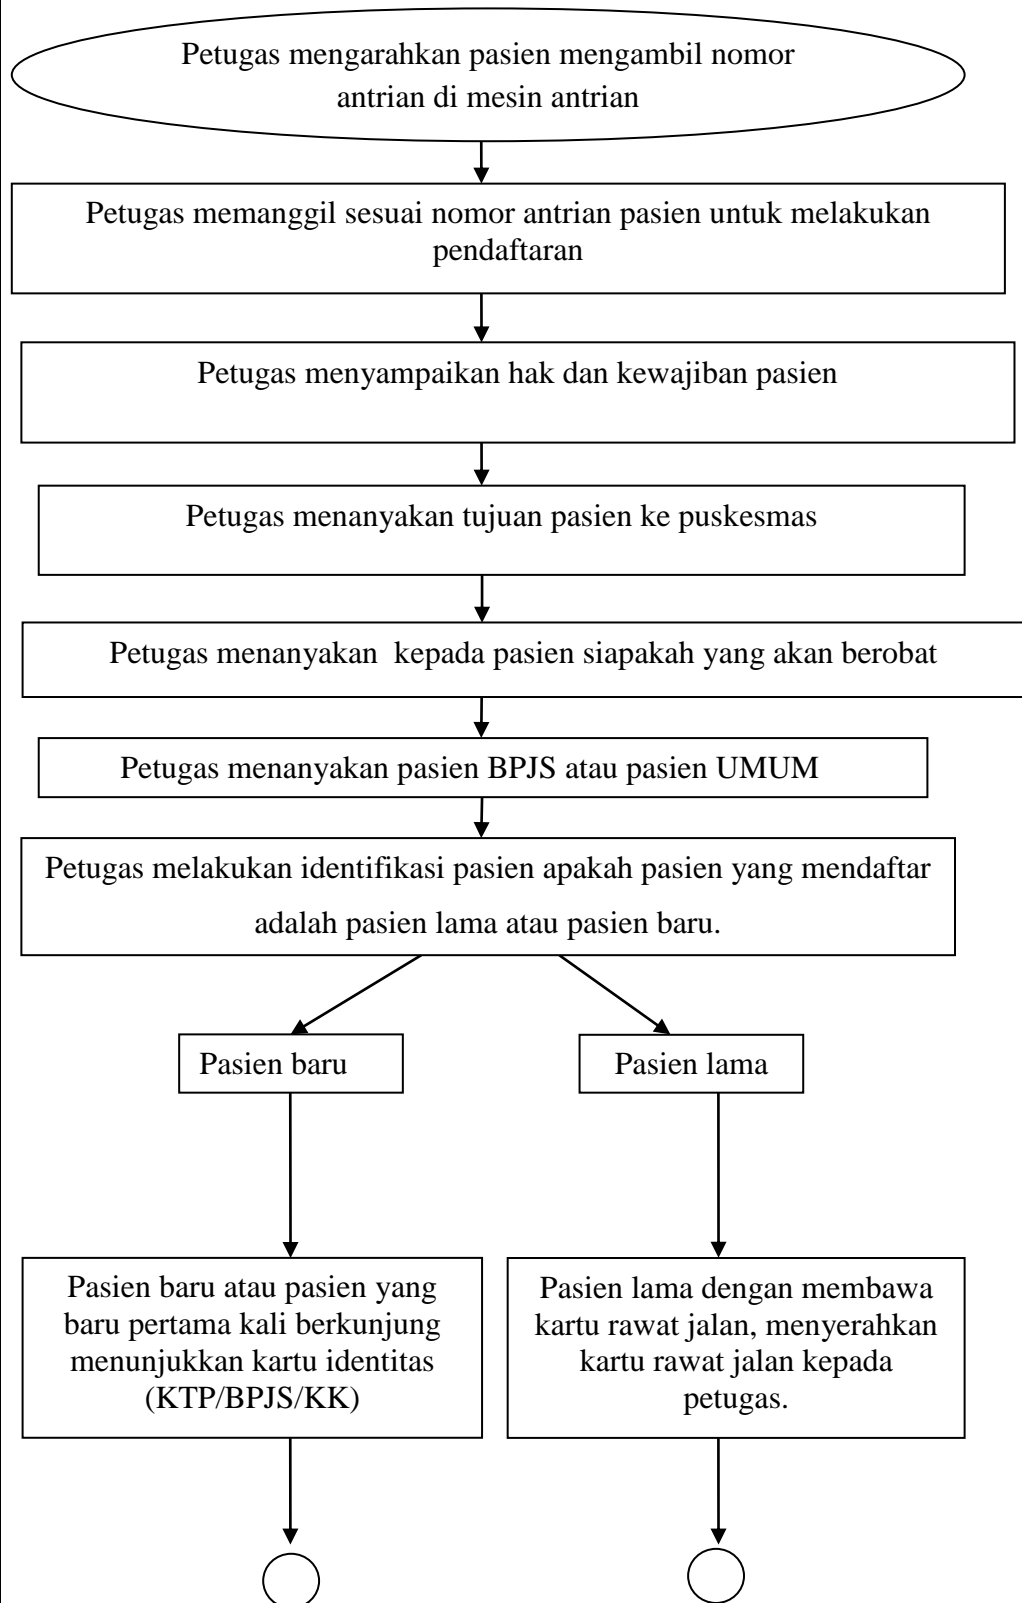 Petugas mengarahkan pasien mengambil nomor
antrian di mesin antrian
Petugas memanggil sesuai nomor antrian pasien untuk melakukan
pendaftaran
Petugas menyampaikan hak dan kewajiban pasien
Petugas menanyakan tujuan pasien ke puskesmas
Petugas menanyakan  kepada pasien siapakah yang akan berobat
Petugas menanyakan pasien BPJS atau pasien UMUM
Petugas melakukan identifikasi pasien apakah pasien yang mendaftar
adalah pasien lama atau pasien baru.
Pasien baru
Pasien lama
Pasien baru atau pasien yang
baru pertama kali berkunjung
menunjukkan kartu identitas
(KTP/BPJS/KK)
Pasien lama dengan membawa
kartu rawat jalan, menyerahkan
kartu rawat jalan kepada
petugas.